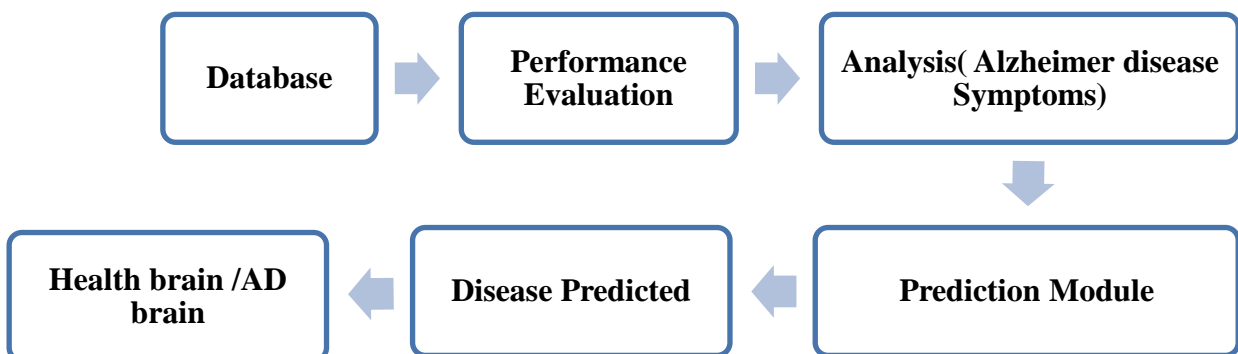 Database
Performance
Evaluation
Analysis( Alzheimer disease
Symptoms)
Prediction Module
Disease Predicted
Health brain /AD
brain